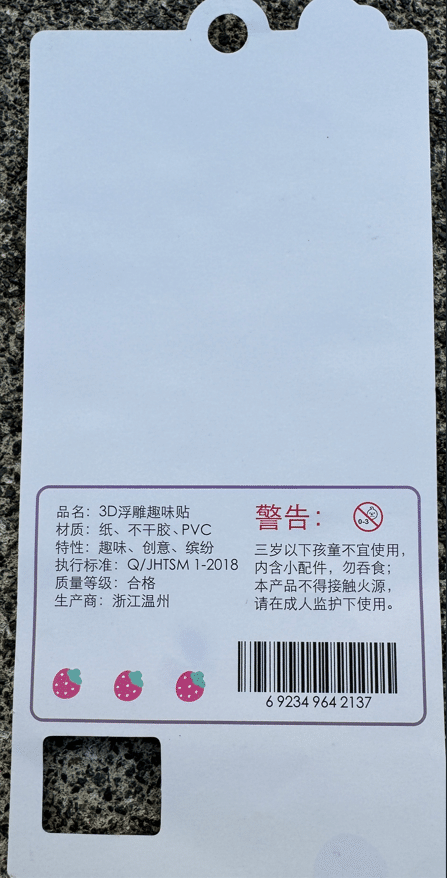 品名：3D浮雕趣味贴
材质：纸、不干胶、PVC
特性：趣味、创意、缤纷
执行标准：Q/JHTSM 1-2018
质量等级：合格
生产商：浙江温州
警告：
0-3
三岁以下孩童不宜使用，
内含小配件，勿吞食；
本产品不得接触火源，
请在成人监护下使用。
6 92349642137